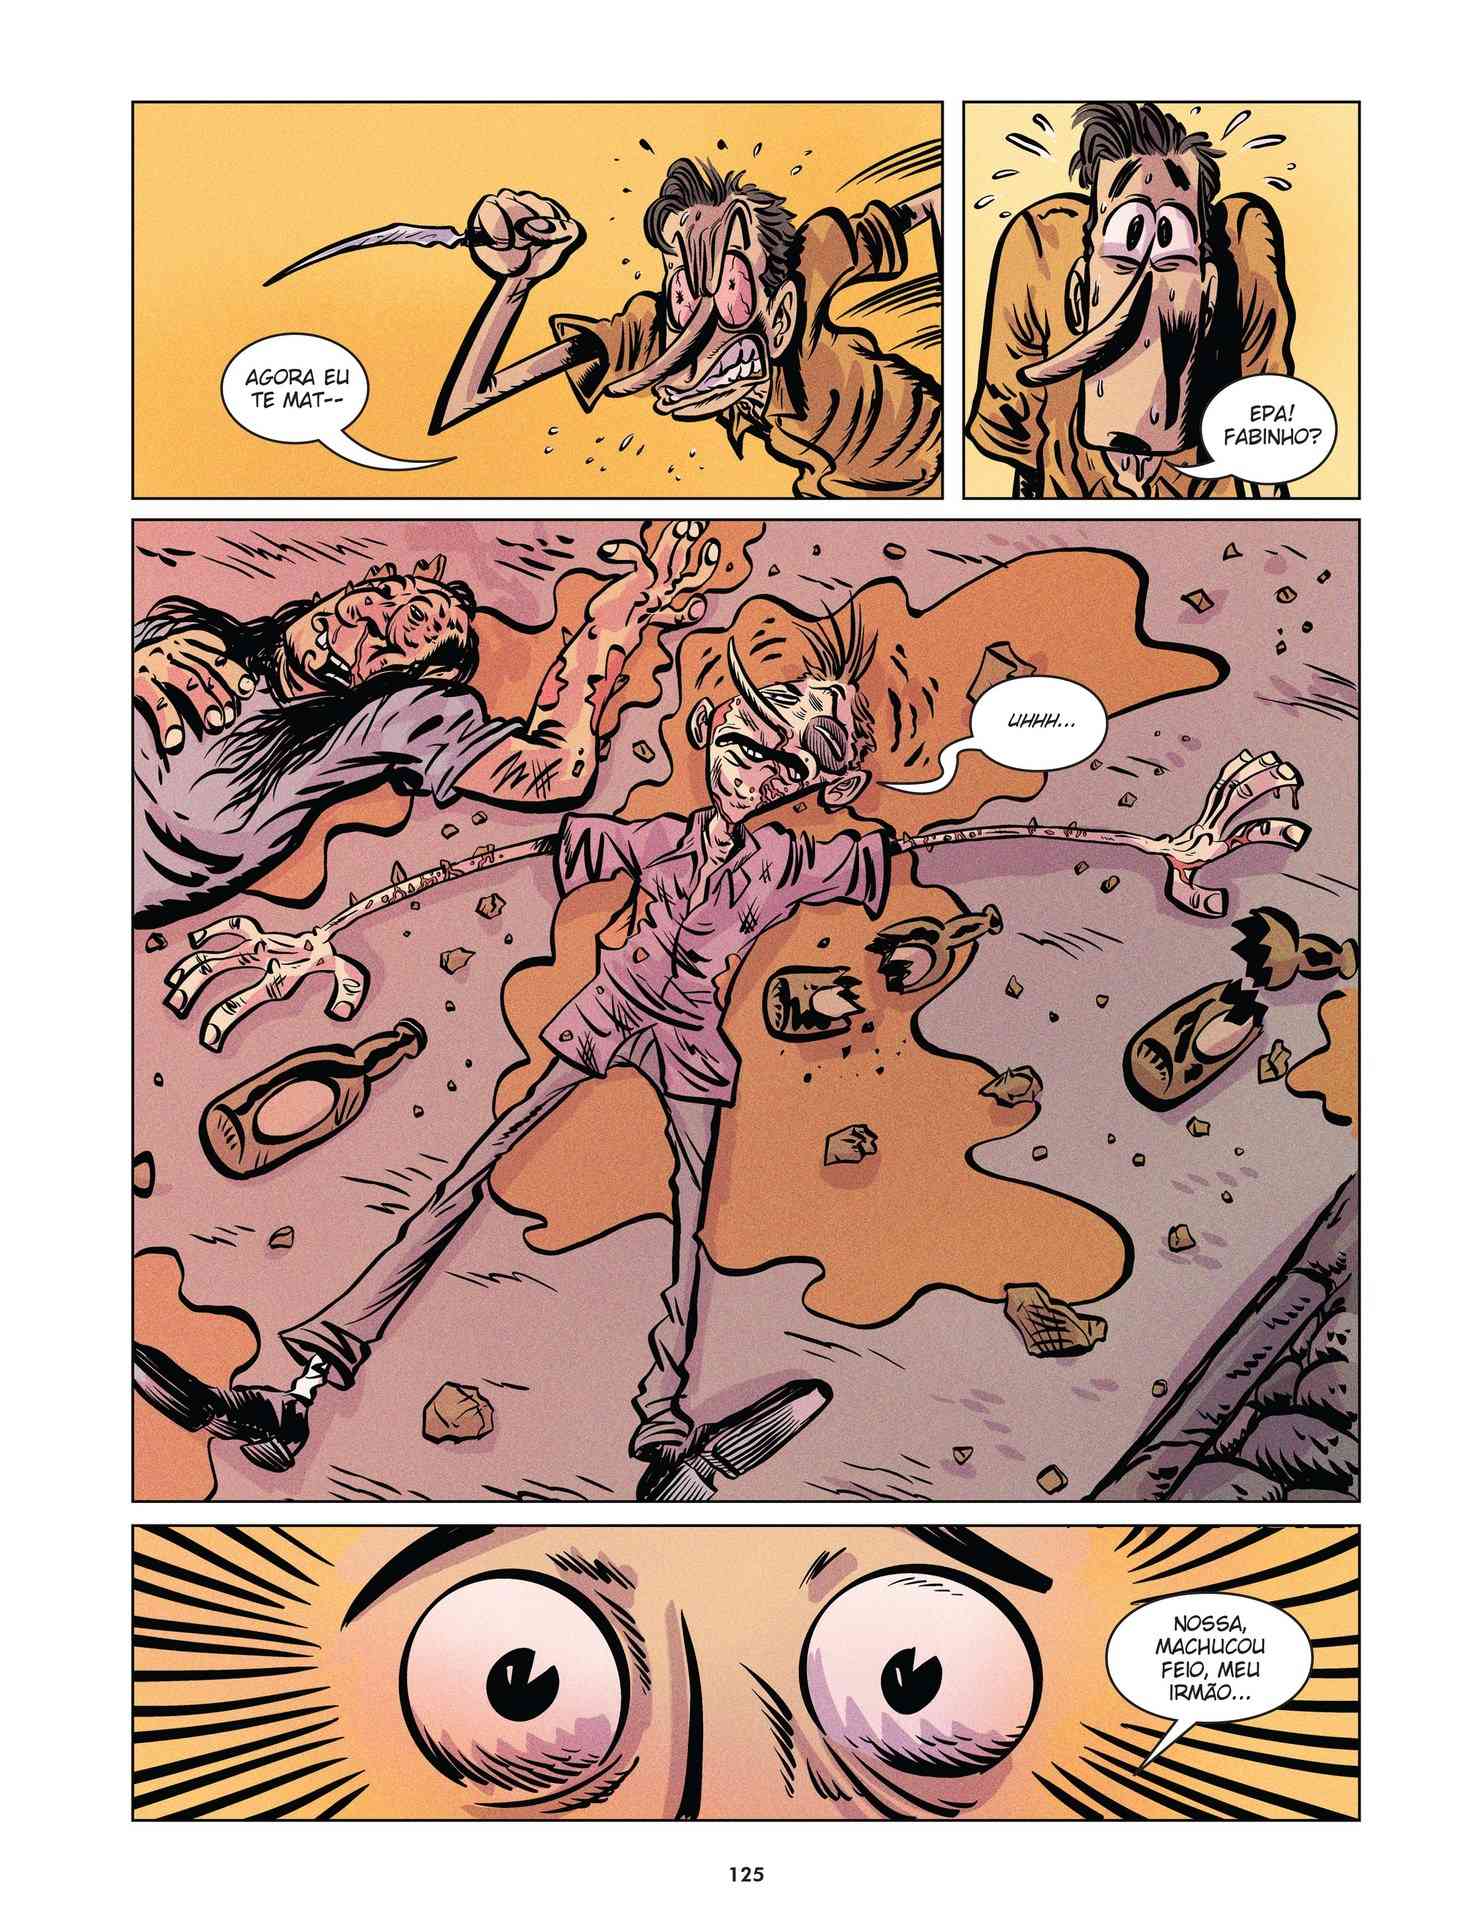 AGORA EU
TE MAT--
EPA!
FABINHO?
UHHH...
NOSSA,
MACHUCOU
FEIO, MEU
IRMÃO...
125